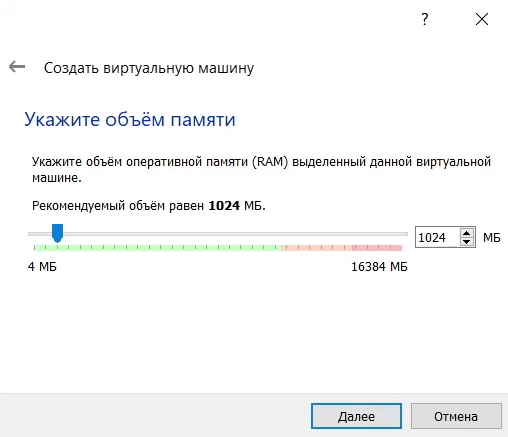 ?
Создать виртуальную машину
Укажите объём памяти
Укажите объём оперативной памяти (RAM) выделенный данной виртуальной
машине.
Рекомендуемый объём равен 1024 МБ.
1024 МБ
4 МБ 16384 МБ
Далее Отмена